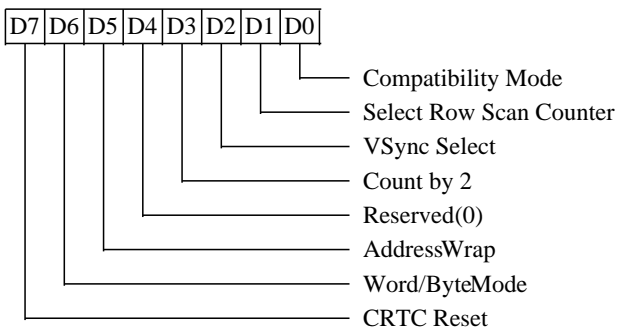 D7 D6 D5 D4 D3 D2 D1 D0
Compatibility Mode
Select Row Scan Counter
VSync Select
Count by 2
Reserved(0)
AddressWrap
Word/ByteMode
CRTC Reset